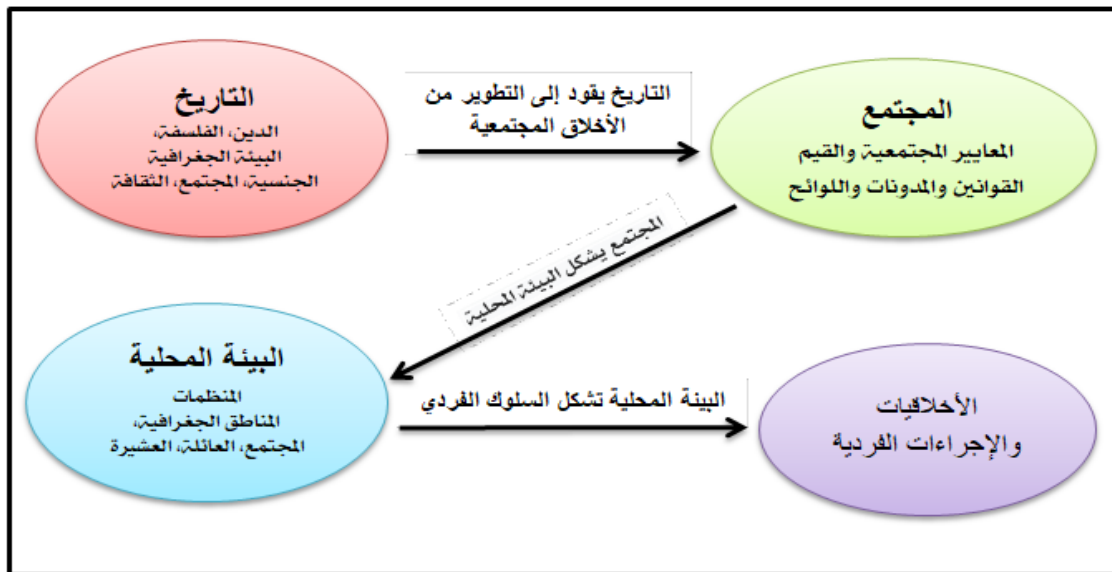 التاريخ
الدين، الفلسفة،
البيئة الجغرافية
الجنسية، المجتمع، الثقافة
التاريخ يقود إلى التطوير من
الأخلاق المجتمعية
المجتمع
المعايير المجتمعية والقيم
القوانين والمدونات واللوائح
المجتمع يشكل البيئة المحلية
البيئة المحلية
المنظمات
المناطق الجغرافية،
المجتمع، العائلة، العشيرة
البيئة المحلية تشكل السلوك الفردي
الأخلاقيات
والإجراءات الفردية